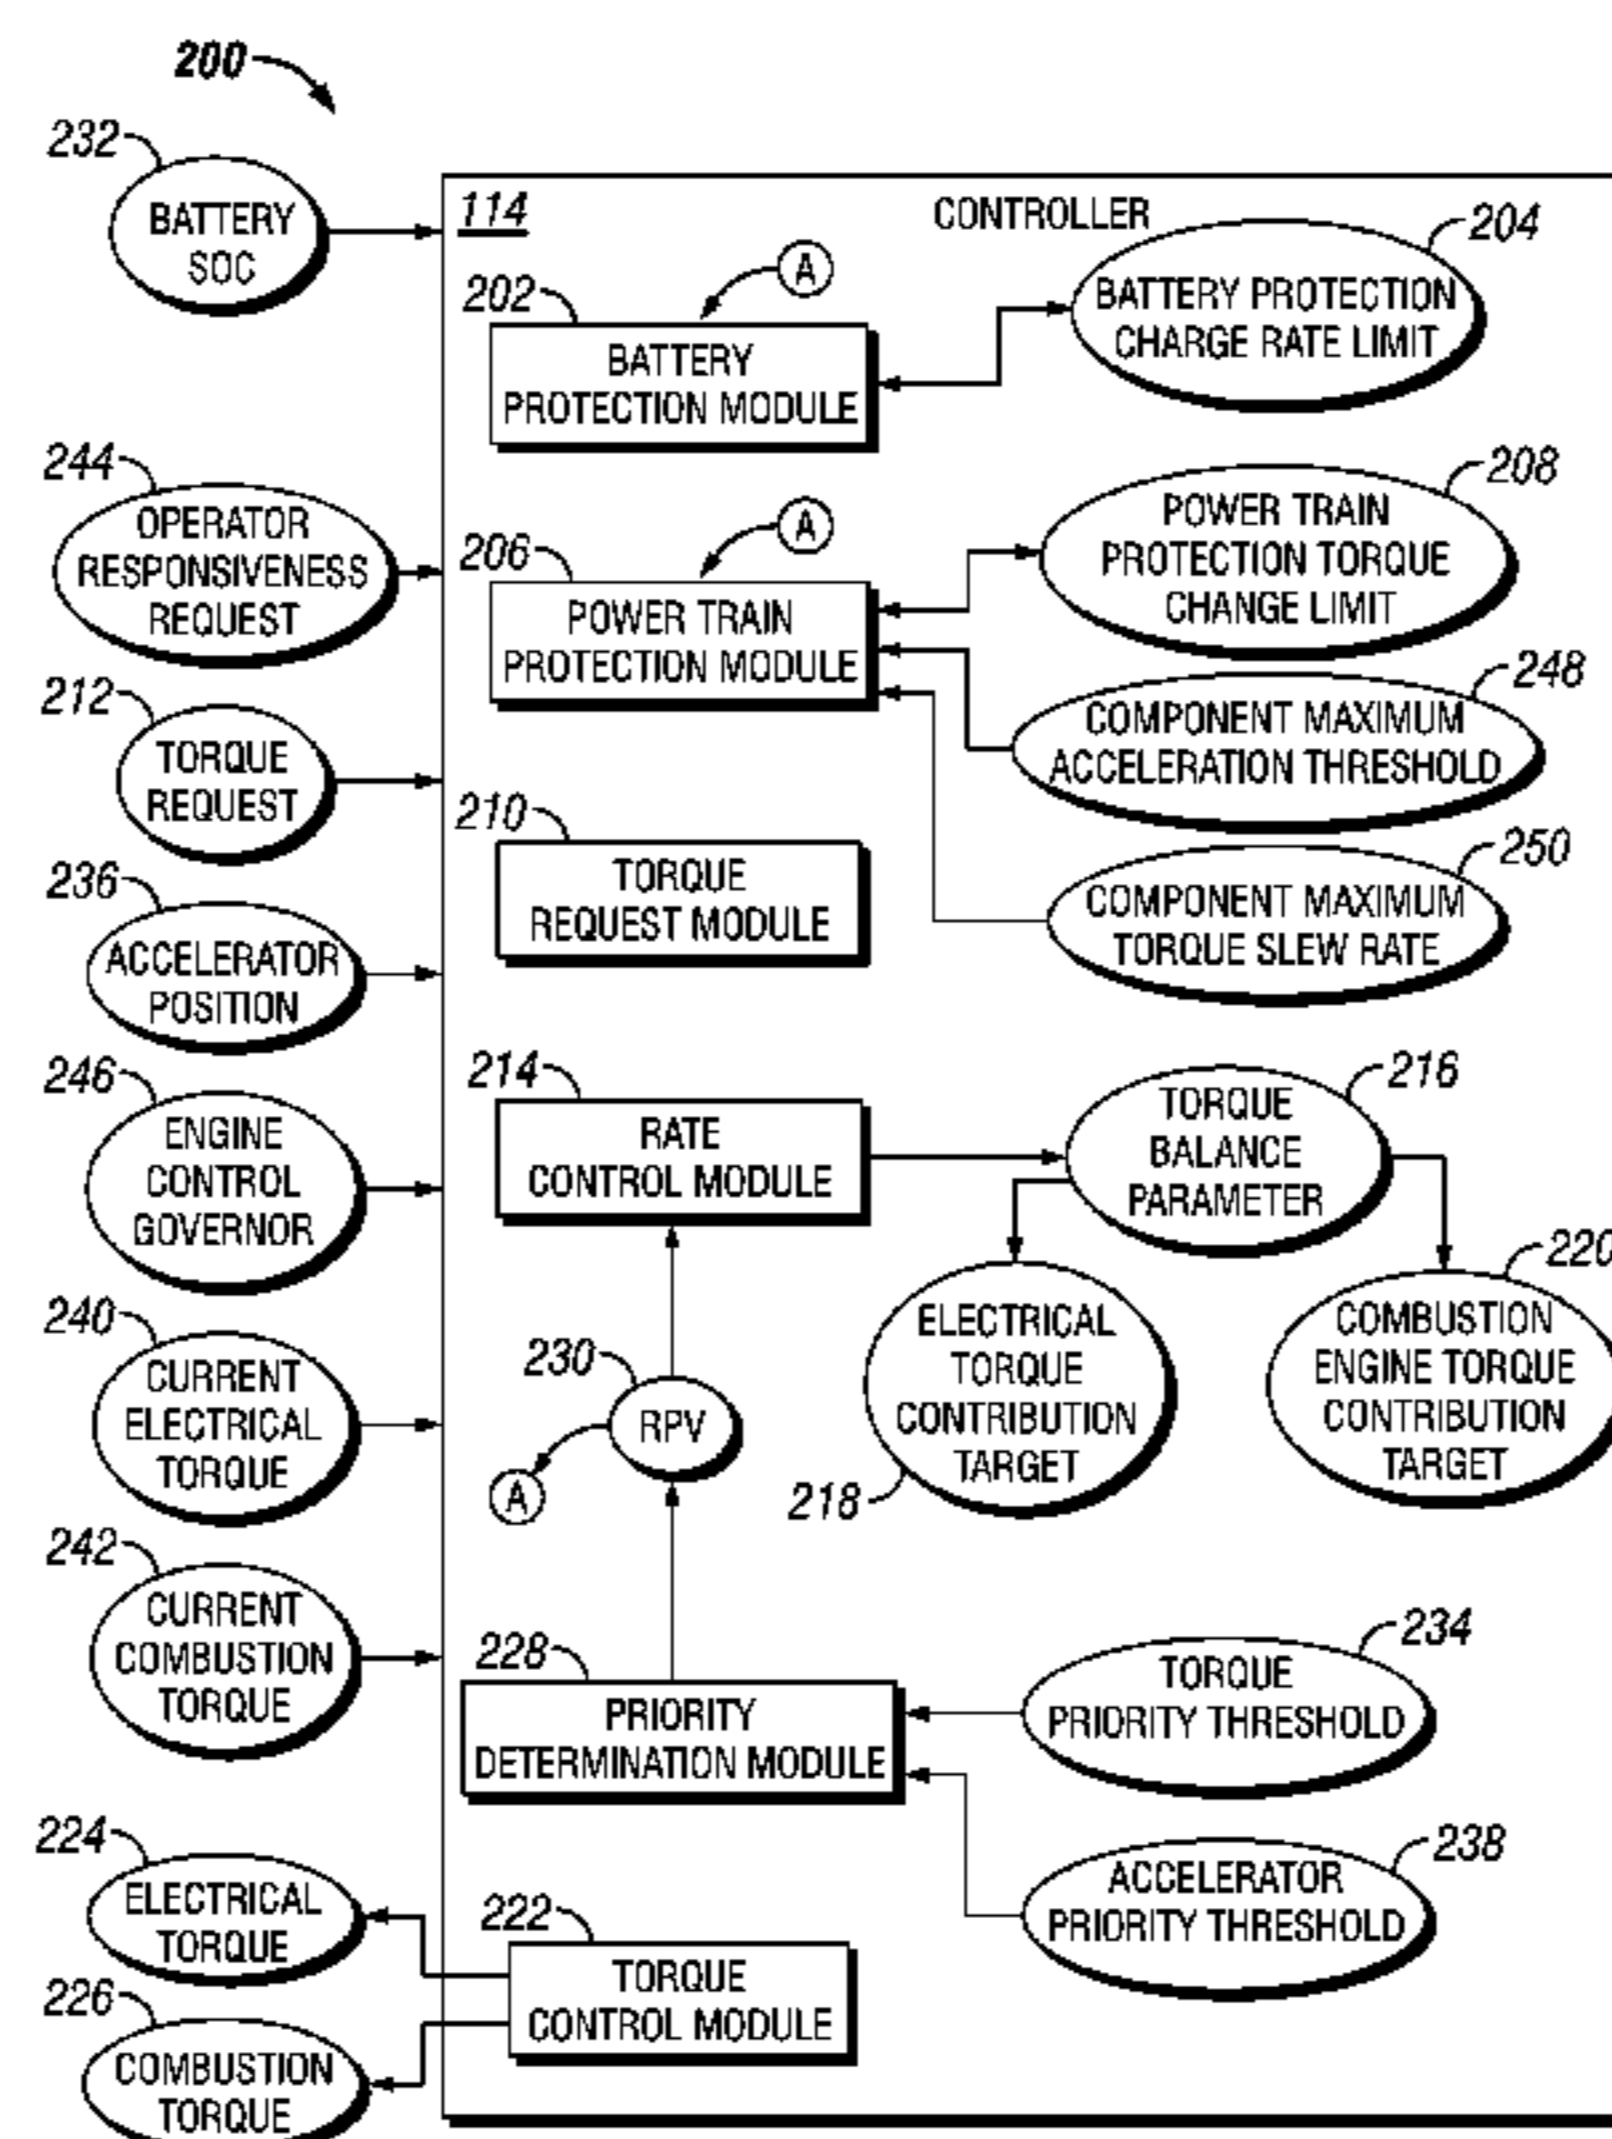 200
232
BATTERY
SOC
114
CONTROLLER
204
BATTERY PROTECTION
CHARGE RATE LIMIT
202
A
BATTERY
PROTECTION MODULE
244
OPERATOR
RESPONSIVENESS
REQUEST
206
A
POWER TRAIN
PROTECTION MODULE
208
POWER TRAIN
PROTECTION TORQUE
CHANGE LIMIT
248
COMPONENT MAXIMUM
ACCELERATION THRESHOLD
212
TORQUE
REQUEST
210
TORQUE
REQUEST MODULE
250
COMPONENT MAXIMUM
TORQUE SLEW RATE
236
ACCELERATOR
POSITION
246
ENGINE
CONTROL
GOVERNOR
214
RATE
CONTROL MODULE
216
TORQUE
BALANCE
PARAMETER
220
COMBUSTION
ENGINE TORQUE
CONTRIBUTION
TARGET
ELECTRICAL
TORQUE
CONTRIBUTION
TARGET
218
240
CURRENT
ELECTRICAL
TORQUE
230
RPV
A
242
CURRENT
COMBUSTION
TORQUE
228
PRIORITY
DETERMINATION MODULE
234
TORQUE
PRIORITY THRESHOLD
238
ACCELERATOR
PRIORITY THRESHOLD
224
ELECTRICAL
TORQUE
222
TORQUE
CONTROL MODULE
226
COMBUSTION
TORQUE